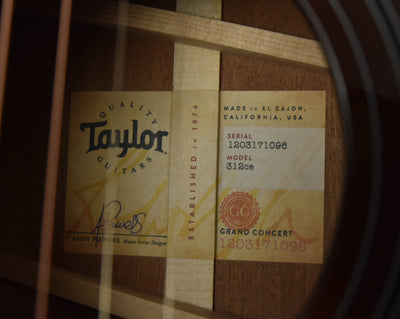 QUALITY
Taylor
GUITARS
ANDY POWERS Master Guitar Designer
ESTABLISHED in 1974
MADE in EL CAJON,
CALIFORNIA, USA
SERIAL
1203171096
MODEL
312ce
GC
GRAND CONCERT
1203171096